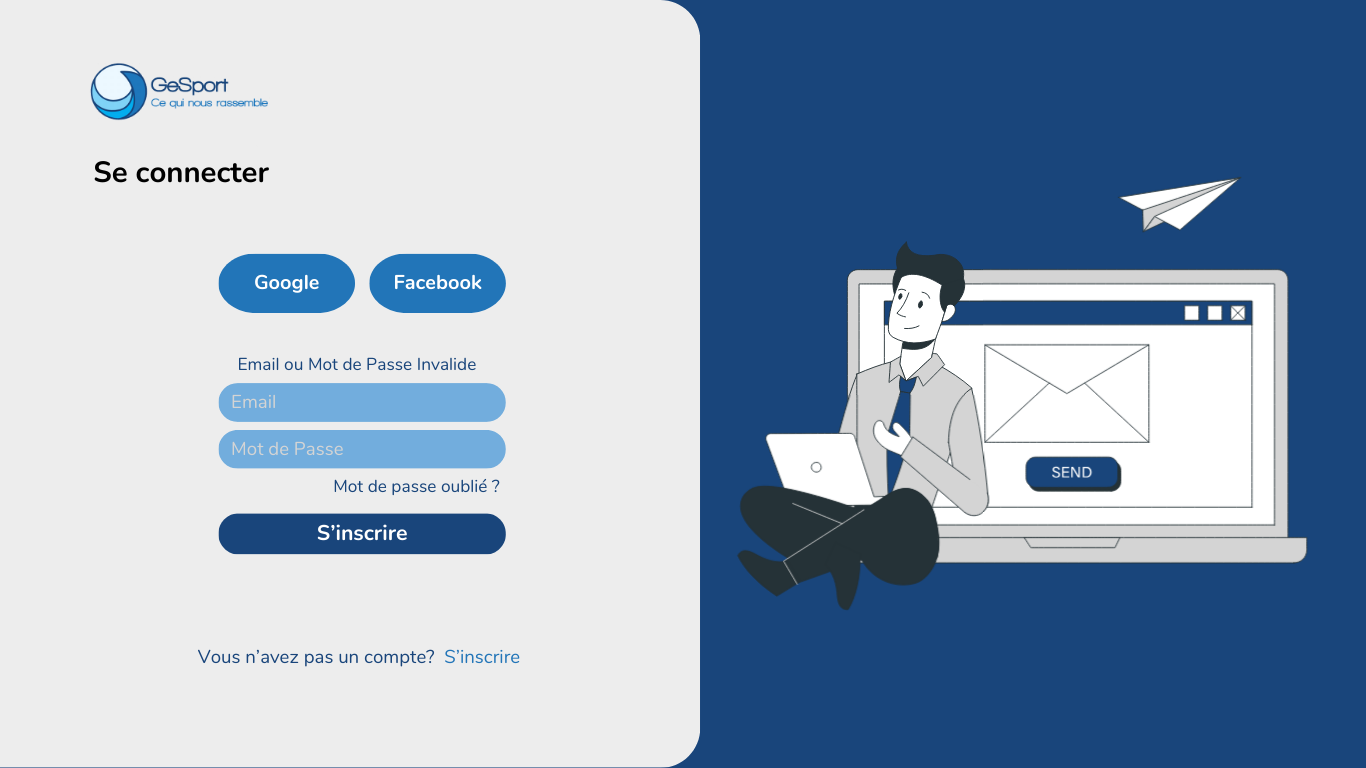 GeSport
Ce qui nous rassemble
Se connecter
Google
Facebook
Email ou Mot de Passe Invalide
Email
Mot de Passe
Mot de passe oublié ?
S’inscrire
Vous n’avez pas un compte? S’inscrire
SEND